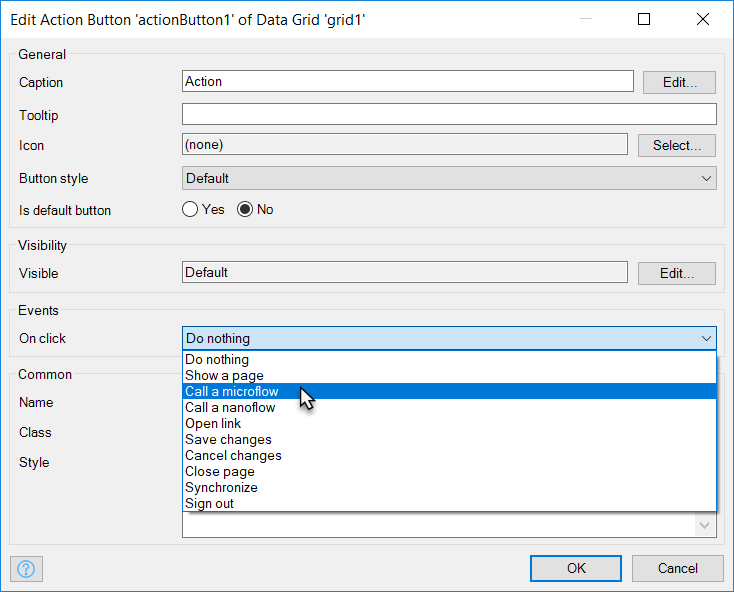 Edit Action Button 'actionButton1' of Data Grid 'grid1'
General
Caption Action Edit...
Tooltip
Icon (none) Select...
Button style Default
Is default button Yes No
Visibility
Visible Default Edit...
Events
On click Do nothing
Do nothing
Show a page
Common
Call a microflow
Name
Call a nanoflow
Open link
Class
Save changes
Cancel changes
Style
Close page
Synchronize
Sign out
? OK Cancel